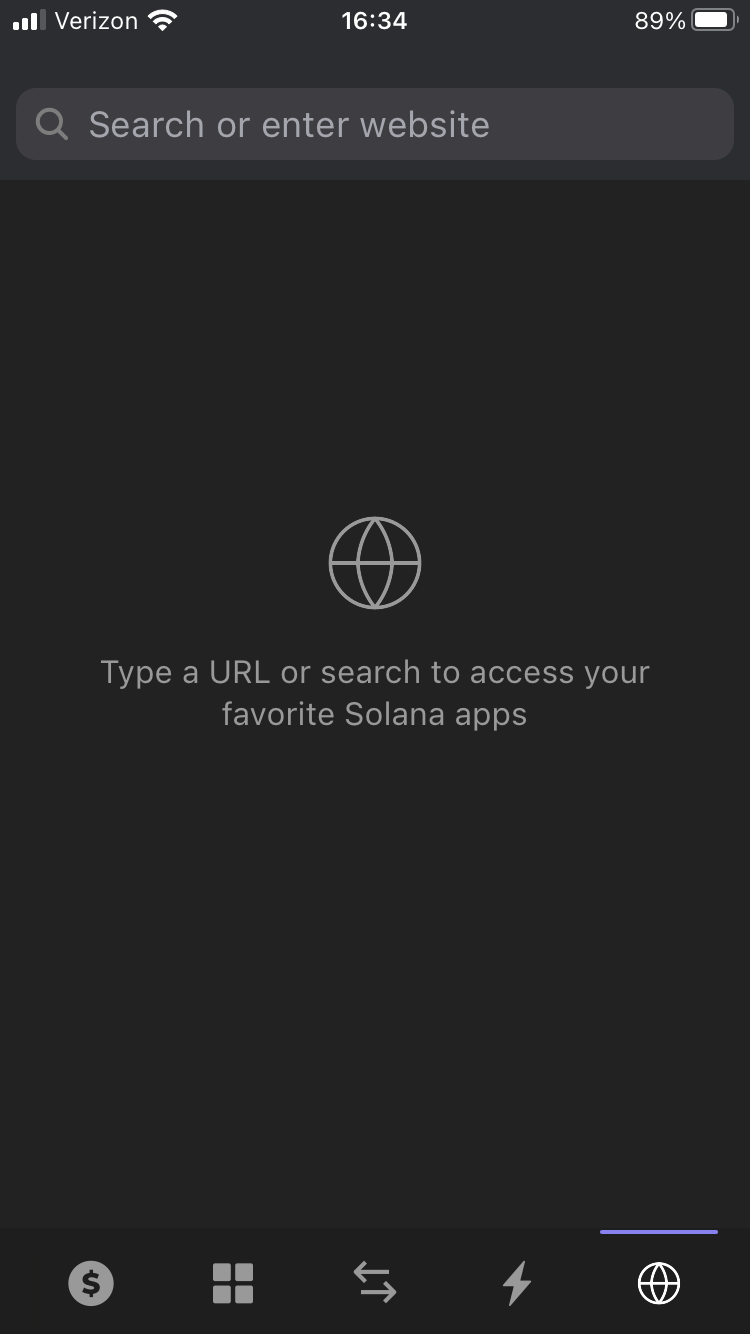 Verizon 16:34 89%
Search or enter website
Type a URL or search to access your
favorite Solana apps
$